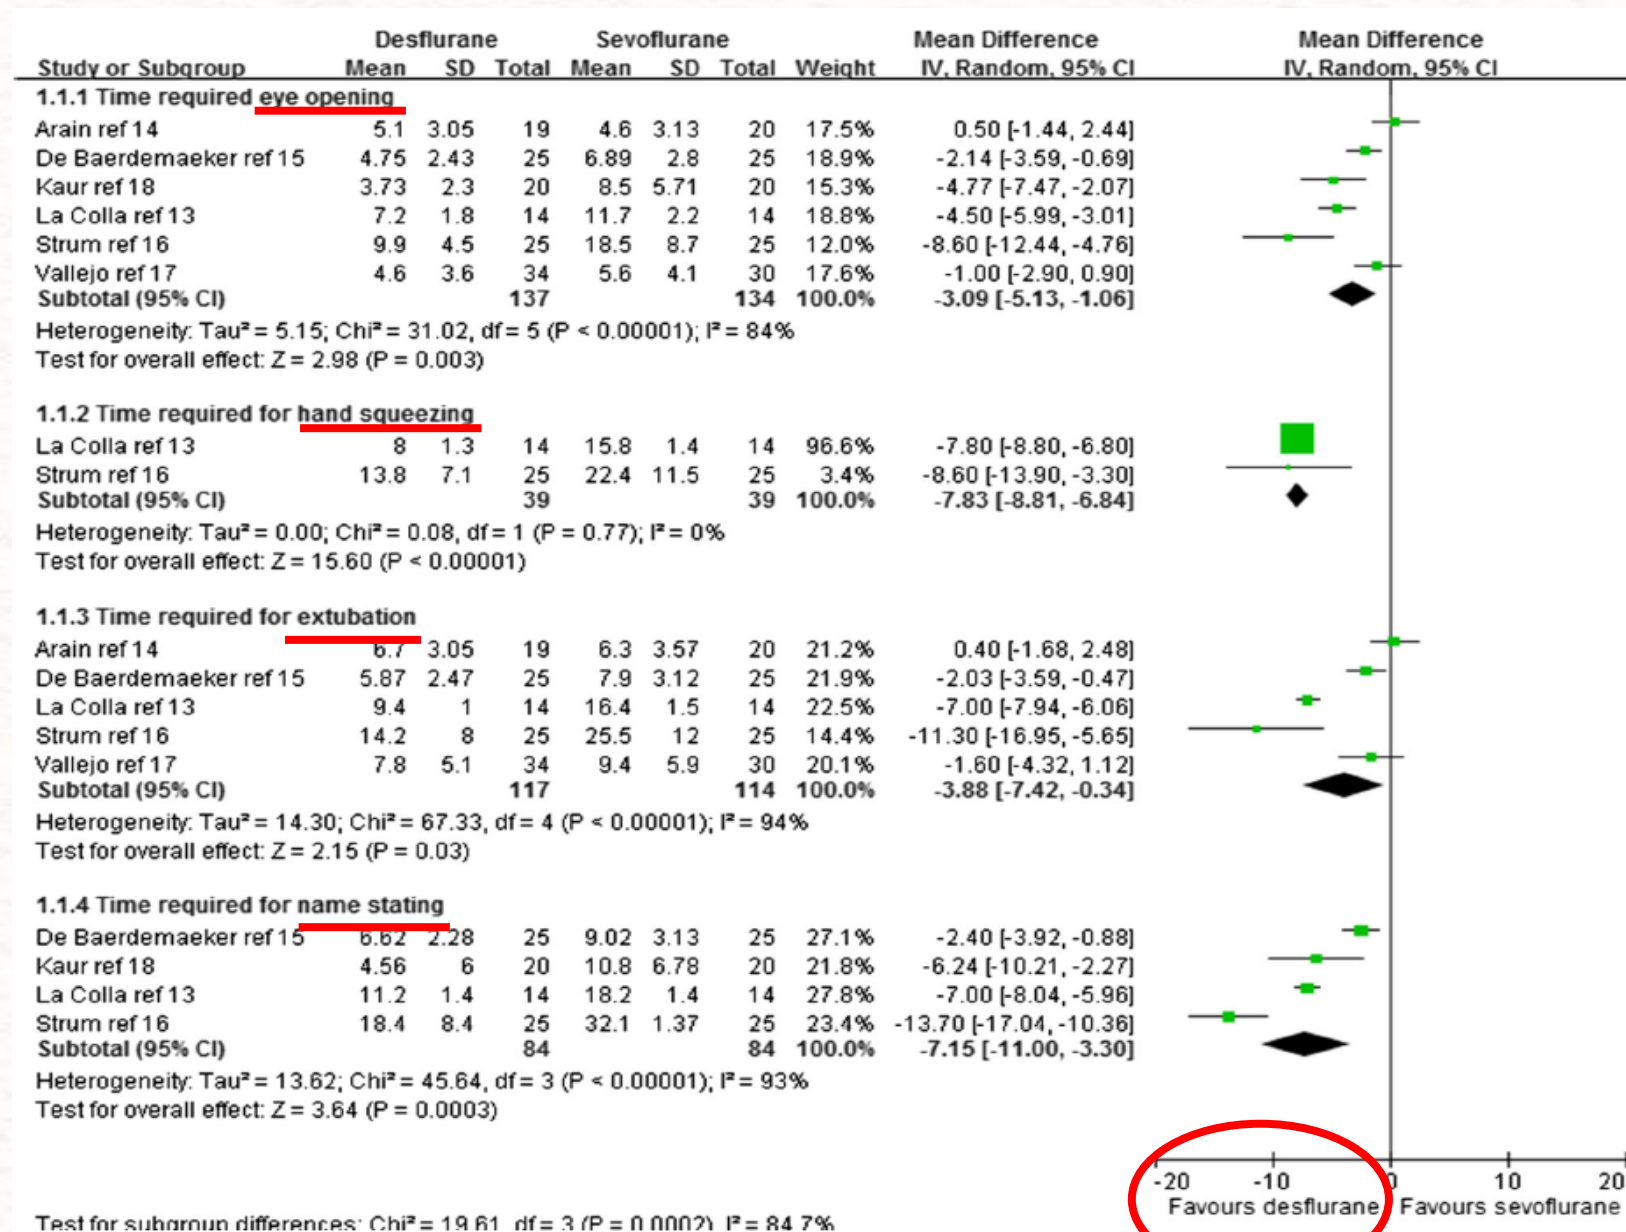 Desflurane Sevoflurane Mean Difference Mean Difference
Study or Subgroup Mean SD Total Mean SD Total Weight IV, Random, 95% CI IV, Random, 95% CI
1.1.1 Time required eye opening
Arain ref 14 5.1 3.05 19 4.6 3.13 20 17.5% 0.50 [-1.44, 2.44]
De Baerdemaeker ref 15 4.75 2.43 25 6.89 2.8 25 18.9% -2.14 [-3.59, -0.69]
Kaur ref 18 3.73 2.3 20 8.5 5.71 20 15.3% -4.77 [-7.47, -2.07]
La Colla ref 13 7.2 1.8 14 11.7 2.2 14 18.8% -4.50 [-5.99, -3.01]
Strum ref 16 9.9 4.5 25 18.5 8.7 25 12.0% -8.60 [-12.44, -4.76]
Vallejo ref 17 4.6 3.6 34 5.6 4.1 30 17.6% -1.00 [-2.90, 0.90]
Subtotal (95% CI) 137 134 100.0% -3.09 [-5.13, -1.06]
Heterogeneity: Tau² = 5.15; Chi² = 31.02, df = 5 (P < 0.00001); I² = 84%
Test for overall effect: Z = 2.98 (P = 0.003)
1.1.2 Time required for hand squeezing
La Colla ref 13 8 1.3 14 15.8 1.4 14 96.6% -7.80 [-8.80, -6.80]
Strum ref 16 13.8 7.1 25 22.4 11.5 25 3.4% -8.60 [-13.90, -3.30]
Subtotal (95% CI) 39 39 100.0% -7.83 [-8.81, -6.84]
Heterogeneity: Tau² = 0.00; Chi² = 0.08, df = 1 (P = 0.77); I² = 0%
Test for overall effect: Z = 15.60 (P < 0.00001)
1.1.3 Time required for extubation
Arain ref 14 6.7 3.05 19 6.3 3.57 20 21.2% 0.40 [-1.68, 2.48]
De Baerdemaeker ref 15 5.87 2.47 25 7.9 3.12 25 21.9% -2.03 [-3.59, -0.47]
La Colla ref 13 9.4 1 14 16.4 1.5 14 22.5% -7.00 [-7.94, -6.06]
Strum ref 16 14.2 8 25 25.5 12 25 14.4% -11.30 [-16.95, -5.65]
Vallejo ref 17 7.8 5.1 34 9.4 5.9 30 20.1% -1.60 [-4.32, 1.12]
Subtotal (95% CI) 117 114 100.0% -3.88 [-7.42, -0.34]
Heterogeneity: Tau² = 14.30; Chi² = 67.33, df = 4 (P < 0.00001); I² = 94%
Test for overall effect: Z = 2.15 (P = 0.03)
1.1.4 Time required for name stating
De Baerdemaeker ref 15 6.62 2.28 25 9.02 3.13 25 27.1% -2.40 [-3.92, -0.88]
Kaur ref 18 4.56 6 20 10.8 6.78 20 21.8% -6.24 [-10.21, -2.27]
La Colla ref 13 11.2 1.4 14 18.2 1.4 14 27.8% -7.00 [-8.04, -5.96]
Strum ref 16 18.4 8.4 25 32.1 1.37 25 23.4% -13.70 [-17.04, -10.36]
Subtotal (95% CI) 84 84 100.0% -7.15 [-11.00, -3.30]
Heterogeneity: Tau² = 13.62; Chi² = 45.64, df = 3 (P < 0.00001); I² = 93%
Test for overall effect: Z = 3.64 (P = 0.0003)
-20 -10 0 10 20
Favours desflurane Favours sevoflurane
Test for subgroup differences: Chi² = 19.61, df = 3 (P = 0.0002), I² = 84.7%